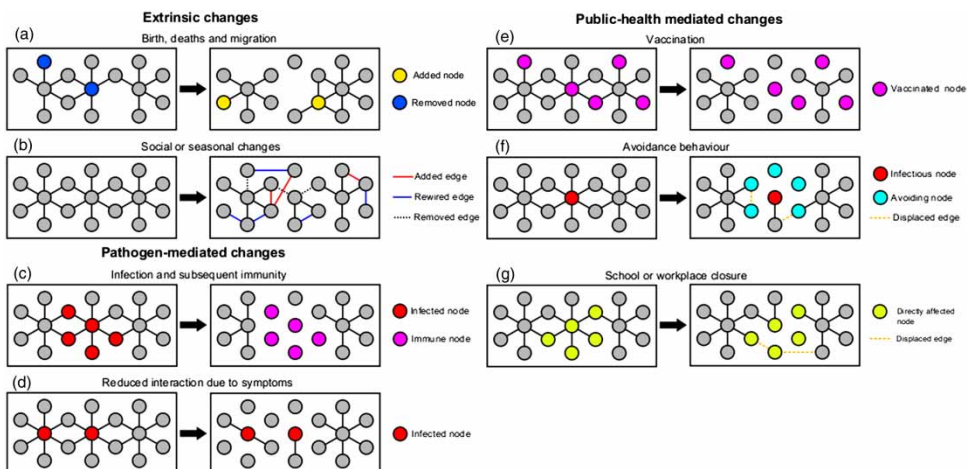 Extrinsic changes
(a)
Birth, deaths and migration
Added node
Removed node
(b)
Social or seasonal changes
Added edge
Rewired edge
Removed edge
Pathogen-mediated changes
(c)
Infection and subsequent immunity
Infected node
Immune node
(d)
Reduced interaction due to symptoms
Infected node
Public-health mediated changes
(e)
Vaccination
Vaccinated node
(f)
Avoidance behaviour
Infectious node
Avoiding node
Displaced edge
(g)
School or workplace closure
Directly affected
node
Displaced edge